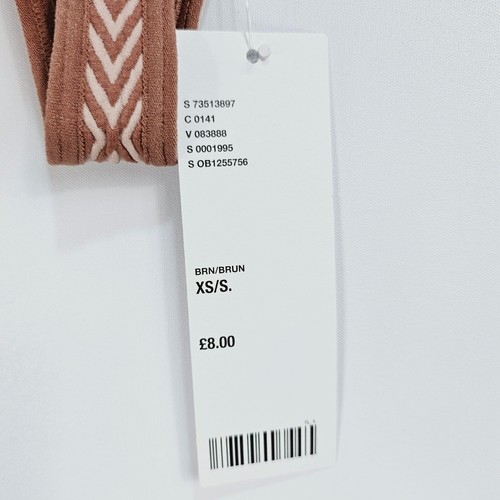 S 73513897
C 0141
V 083888
S 0001995
S OB1255756
BRN/BRUN
XS/S.
£8.00